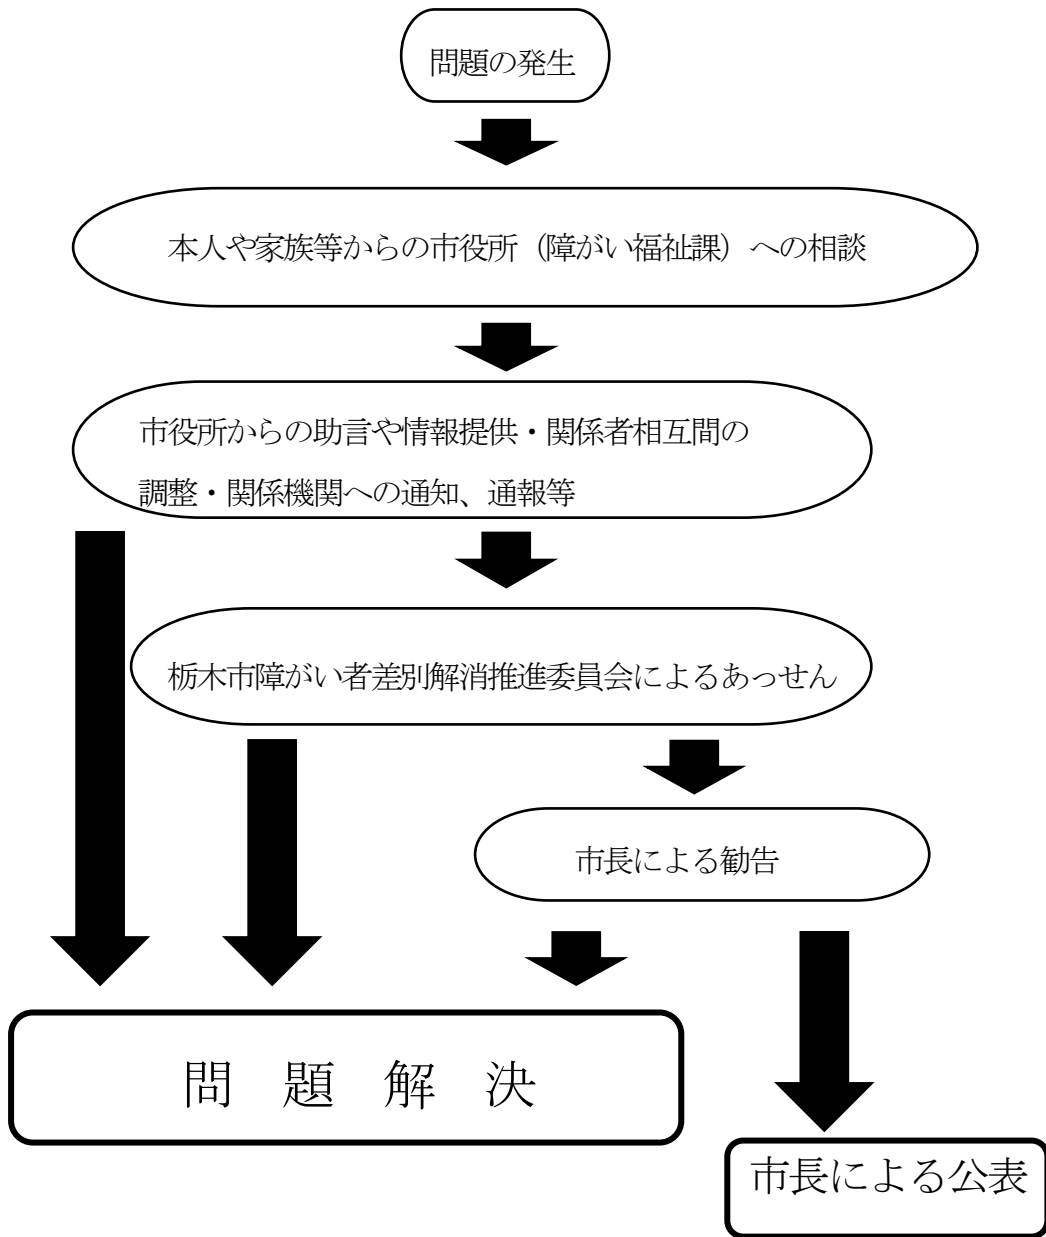 問題の発生
本人や家族等からの市役所（障がい福祉課）への相談
市役所からの助言や情報提供・関係者相互間の
調整・関係機関への通知、通報等
栃木市障がい者差別解消推進委員会によるあっせん
市長による勧告
問　題　解　決
市長による公表